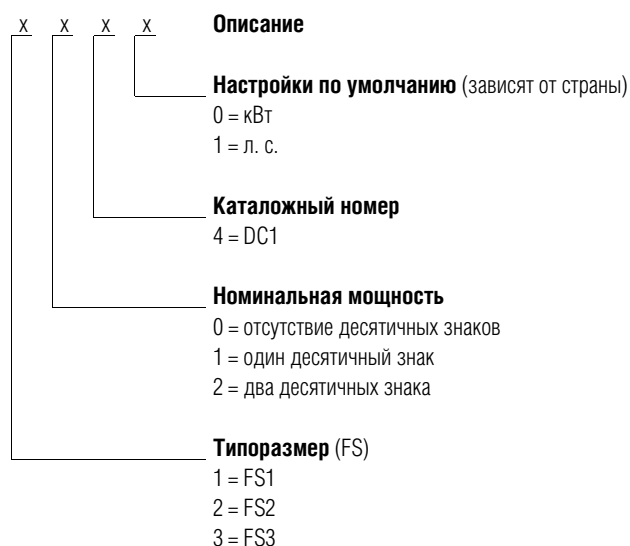 x x x x Описание
Настройки по умолчанию (зависят от страны)
0 = кВт
1 = л. с.
Каталожный номер
4 = DC1
Номинальная мощность
0 = отсутствие десятичных знаков
1 = один десятичный знак
2 = два десятичных знака
Типоразмер (FS)
1 = FS1
2 = FS2
3 = FS3